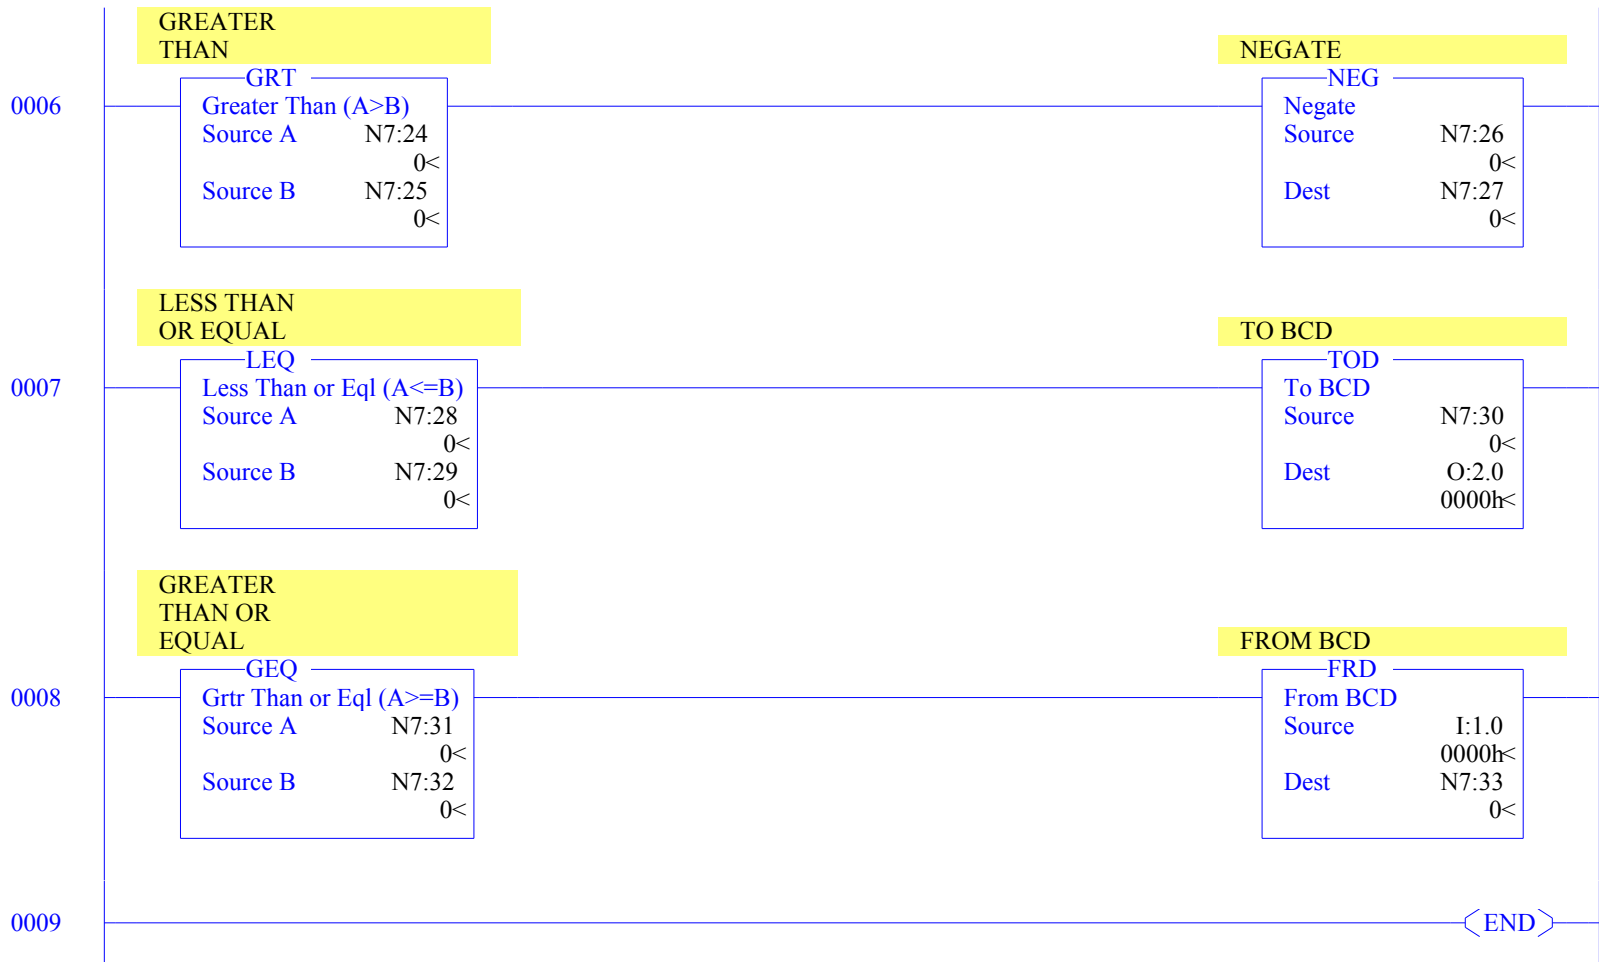 GREATER
THAN
NEGATE
GRT
NEG
0006
Greater Than (A>B)
Negate
Source A N7:24
Source N7:26
0<
0<
Source B N7:25
Dest N7:27
0<
0<
LESS THAN
OR EQUAL
TO BCD
LEQ
TOD
0007
Less Than or Eql (A<=B)
To BCD
Source A N7:28
Source N7:30
0<
0<
Source B N7:29
Dest O:2.0
0<
0000h<
GREATER
THAN OR
EQUAL
FROM BCD
GEQ
FRD
0008
Grtr Than or Eql (A>=B)
From BCD
Source A N7:31
Source I:1.0
0<
0000h<
Source B N7:32
Dest N7:33
0<
0<
0009
END